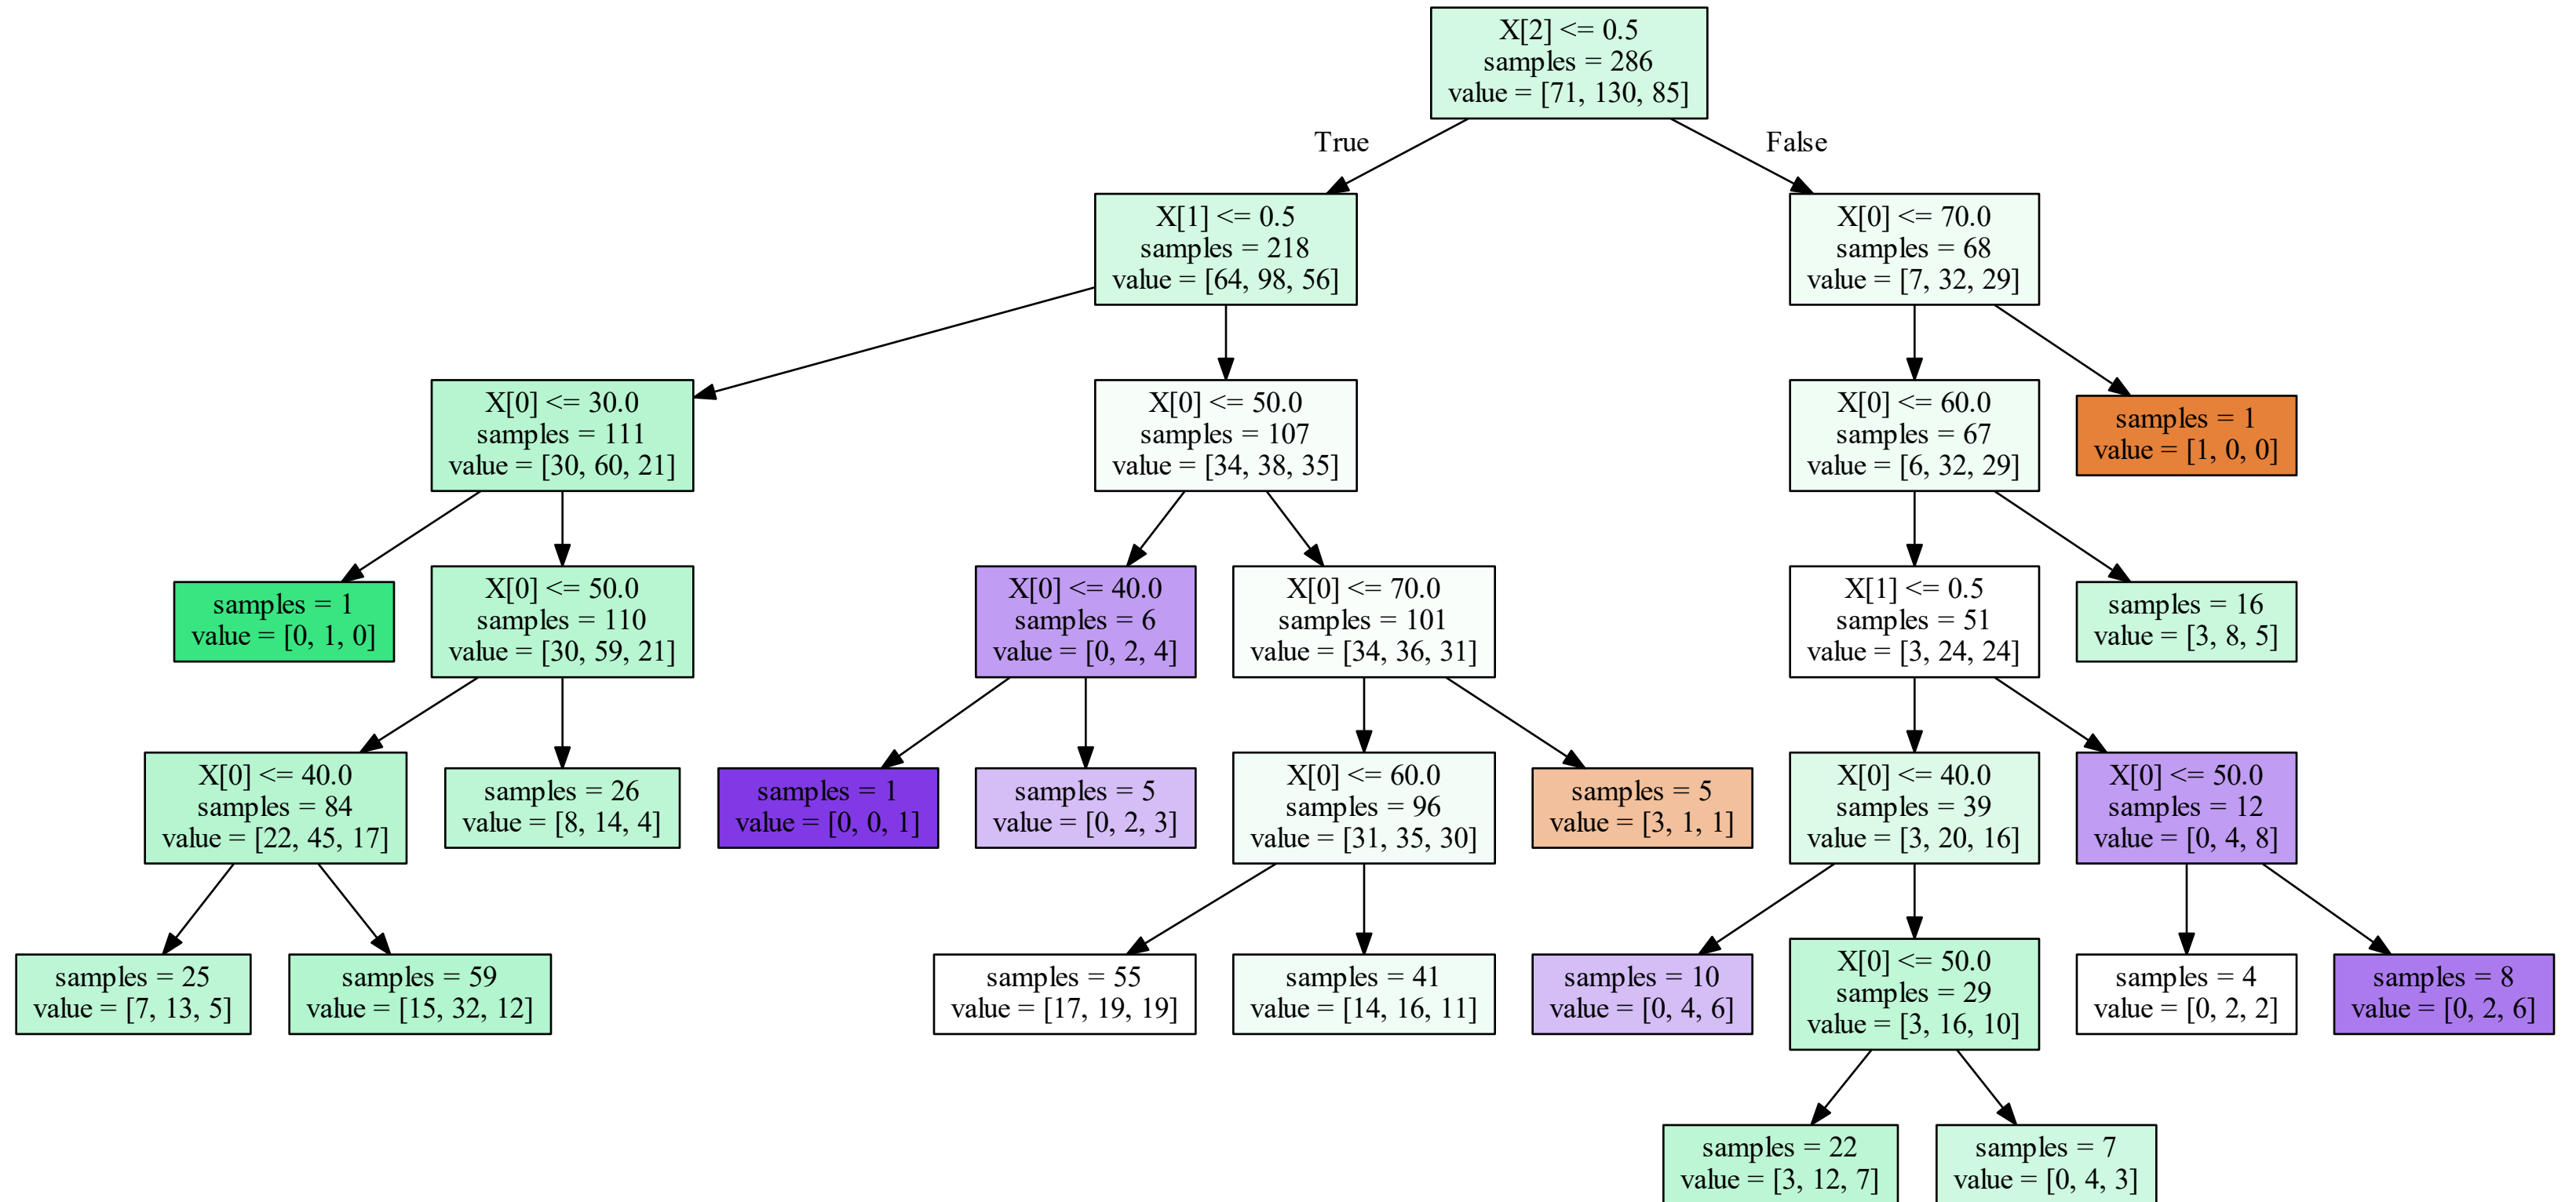 X[2] <= 0.5
samples = 286
value = [71, 130, 85]
True
False
X[1] <= 0.5
samples = 218
value = [64, 98, 56]
X[0] <= 70.0
samples = 68
value = [7, 32, 29]
X[0] <= 30.0
samples = 111
value = [30, 60, 21]
X[0] <= 50.0
samples = 107
value = [34, 38, 35]
X[0] <= 60.0
samples = 67
value = [6, 32, 29]
samples = 1
value = [1, 0, 0]
samples = 1
value = [0, 1, 0]
X[0] <= 50.0
samples = 110
value = [30, 59, 21]
X[0] <= 40.0
samples = 6
value = [0, 2, 4]
X[0] <= 70.0
samples = 101
value = [34, 36, 31]
X[1] <= 0.5
samples = 51
value = [3, 24, 24]
samples = 16
value = [3, 8, 5]
X[0] <= 40.0
samples = 84
value = [22, 45, 17]
samples = 26
value = [8, 14, 4]
samples = 1
value = [0, 0, 1]
samples = 5
value = [0, 2, 3]
X[0] <= 60.0
samples = 96
value = [31, 35, 30]
samples = 5
value = [3, 1, 1]
X[0] <= 40.0
samples = 39
value = [3, 20, 16]
X[0] <= 50.0
samples = 12
value = [0, 4, 8]
samples = 25
value = [7, 13, 5]
samples = 59
value = [15, 32, 12]
samples = 55
value = [17, 19, 19]
samples = 41
value = [14, 16, 11]
samples = 10
value = [0, 4, 6]
X[0] <= 50.0
samples = 29
value = [3, 16, 10]
samples = 4
value = [0, 2, 2]
samples = 8
value = [0, 2, 6]
samples = 22
value = [3, 12, 7]
samples = 7
value = [0, 4, 3]